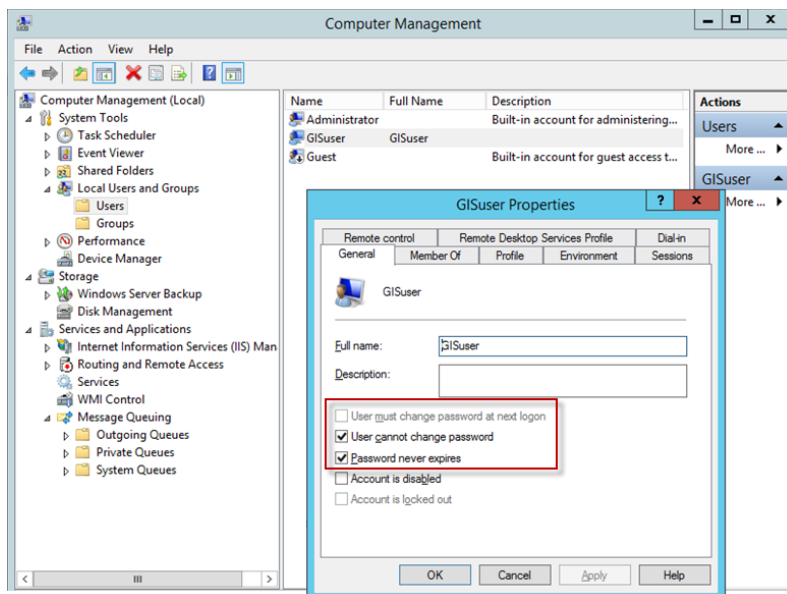 Computer Management
File Action View Help
Computer Management (Local)
System Tools
Task Scheduler
Event Viewer
Shared Folders
Local Users and Groups
Users
Groups
Performance
Device Manager
Storage
Windows Server Backup
Disk Management
Services and Applications
Internet Information Services (IIS) Man
Routing and Remote Access
Services
WMI Control
Message Queuing
Outgoing Queues
Private Queues
System Queues
Name Full Name Description
Administrator Built-in account for administering...
GISuser GISuser
Guest Built-in account for guest access t...
Actions
Users
More ...
GISuser
More ...
GISuser Properties
Remote control Remote Desktop Services Profile Dial-in
General Member Of Profile Environment Sessions
GISuser
Full name: GISuser
Description:
User must change password at next logon
User cannot change password
Password never expires
Account is disabled
Account is locked out
OK Cancel Apply Help